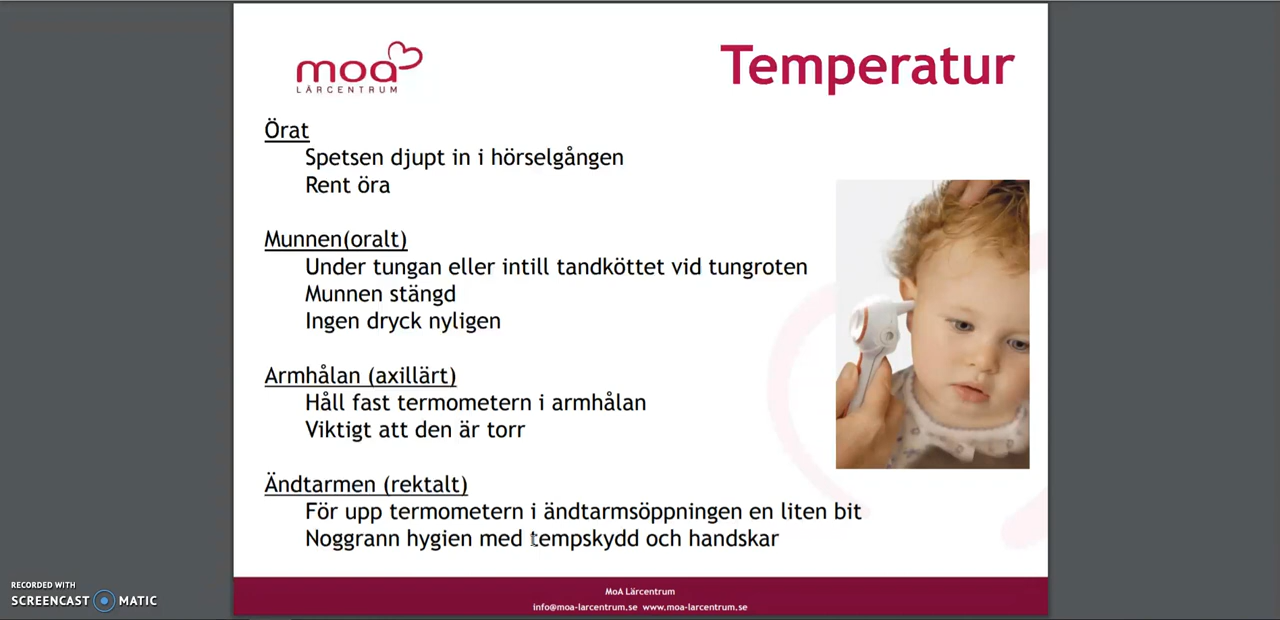 moa
LÄRCENTRUM
Temperatur
Örat
Spetsen djupt in i hörselgången
Rent öra
Munnen(oralt)
Under tungan eller intill tandköttet vid tungroten
Munnen stängd
Ingen dryck nyligen
Armhålan (axillärt)
Håll fast termometern i armhålan
Viktigt att den är torr
Ändtarmen (rektalt)
För upp termometern i ändtarmsöppningen en liten bit
Noggrann hygien med tempskydd och handskar
MoA Lärcentrum
info@moa-larcentrum.se www.moa-larcentrum.se
RECORDED WITH
SCREENCAST MATIC